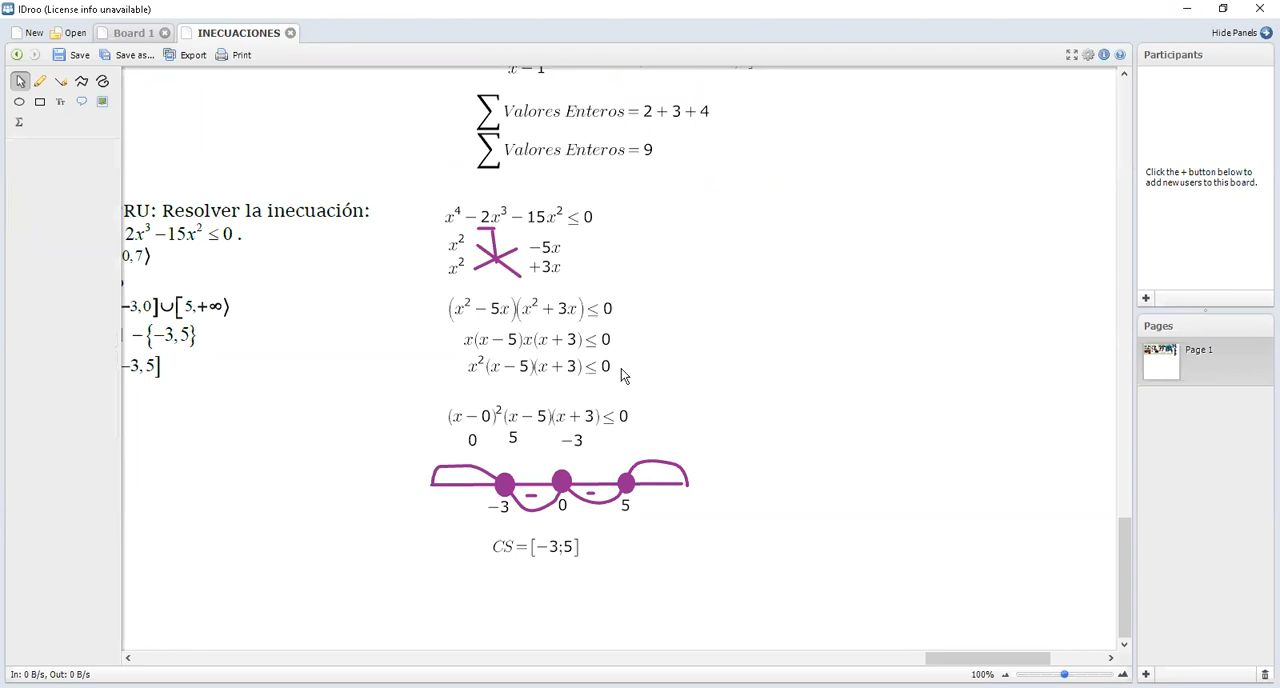 IDroo (License info unavailable)
New Open Board 1 INECUACIONES Hide Panels
Save Save as... Export Print
Participants
Click the + button below to
add new users to this board.
Pages
Page 1
x − 1
∑ Valores Enteros = 2 + 3 + 4
∑ Valores Enteros = 9
RU: Resolver la inecuación:
2x³ −15x² ≤ 0 .
0,7⟩
−3,0]∪[5,+∞⟩
−{−3,5}
−3,5]
x⁴ − 2x³ − 15x² ≤ 0
x² −5x
x² +3x
(x² − 5x)(x² + 3x) ≤ 0
x(x − 5)x(x + 3) ≤ 0
x²(x − 5)(x + 3) ≤ 0
(x − 0)²(x − 5)(x + 3) ≤ 0
0 5 −3
- -
−3 0 5
CS = [−3;5]
In: 0 B/s, Out: 0 B/s
100%